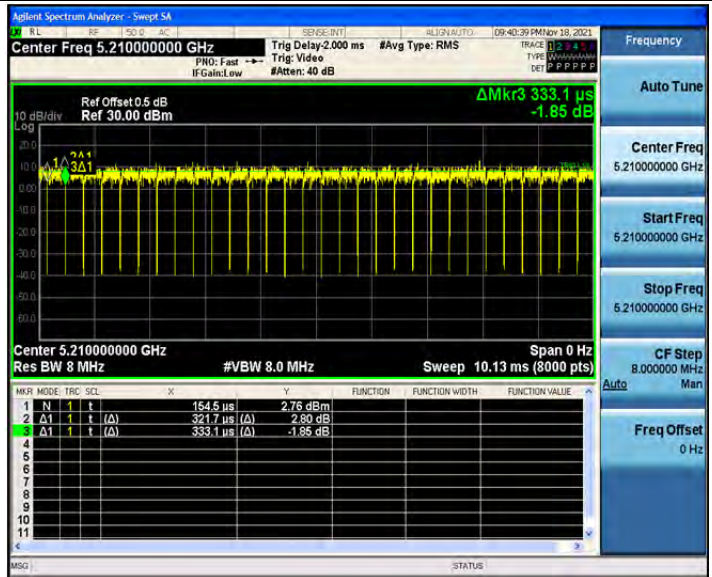 Agilent Spectrum Analyzer - Swept SA
RL RF 50 Ω AC SENSE:INT ALIGNAUTO 09:40:39 PM Nov 18, 2021
Center Freq 5.210000000 GHz
PNO: Fast
IFGain:Low
Trig Delay-2.000 ms
Trig: Video
#Atten: 40 dB
#Avg Type: RMS
TRACE 1 2 3 4 5 6
TYPE
DET P P P P P P
Frequency
ΔMkr3 333.1 µs
-1.85 dB
Ref Offset 0.5 dB
10 dB/div Ref 30.00 dBm
Log
20.0
10.0
0.00
-10.0
-20.0
-30.0
-40.0
-50.0
-60.0
1
2Δ1
3Δ1
Center 5.210000000 GHz
Span 0 Hz
Res BW 8 MHz
#VBW 8.0 MHz
Sweep 10.13 ms (8000 pts)
MKR MODE TRC SCL X Y FUNCTION FUNCTION WIDTH FUNCTION VALUE
1 N 1 t 154.5 µs 2.76 dBm
2 Δ1 1 t (Δ) 321.7 µs (Δ) 2.80 dB
3 Δ1 1 t (Δ) 333.1 µs (Δ) -1.85 dB
4
5
6
7
8
9
10
11
Auto Tune
Center Freq
5.210000000 GHz
Start Freq
5.210000000 GHz
Stop Freq
5.210000000 GHz
CF Step
8.000000 MHz
Auto Man
Freq Offset
0 Hz
MSG
STATUS